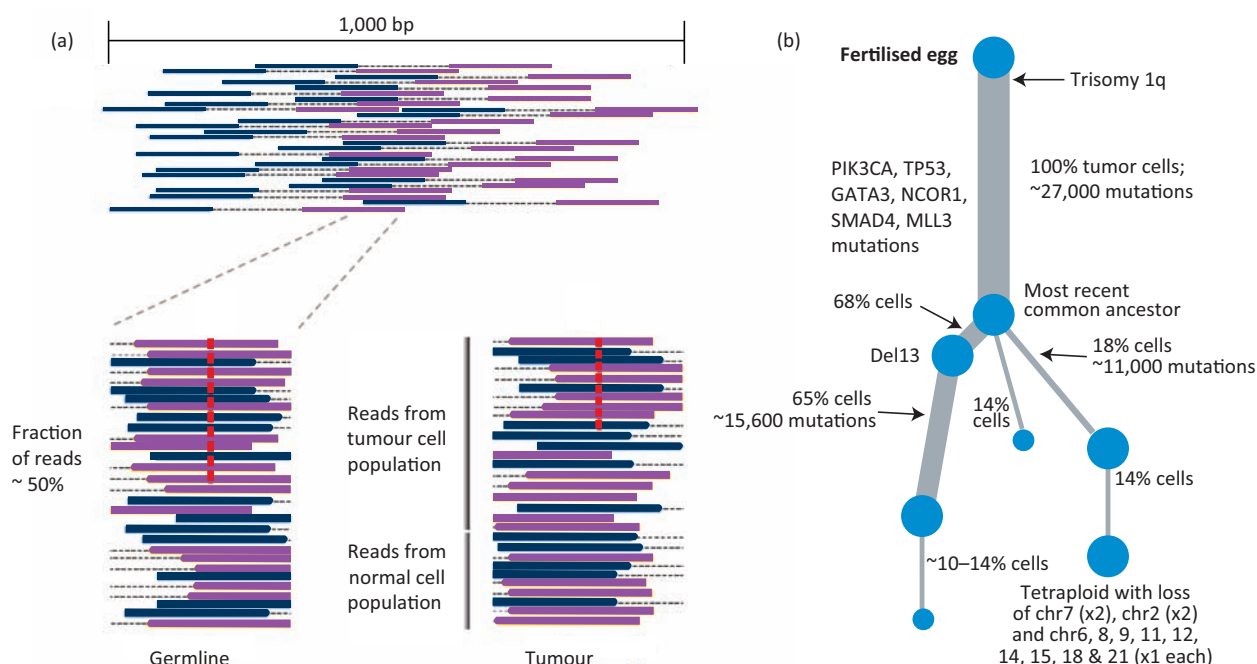 (a)
1,000 bp
Fraction
of reads
~ 50%
Reads from
tumour cell
population
Reads from
normal cell
population
Germline
Tumour
(b)
Fertilised egg
Trisomy 1q
PIK3CA, TP53,
GATA3, NCOR1,
SMAD4, MLL3
mutations
100% tumor cells;
~27,000 mutations
68% cells
Most recent
common ancestor
Del13
18% cells
~11,000 mutations
65% cells
~15,600 mutations
14%
cells
14% cells
~10–14% cells
Tetraploid with loss
of chr7 (x2), chr2 (x2)
and chr6, 8, 9, 11, 12,
14, 15, 18 & 21 (x1 each)